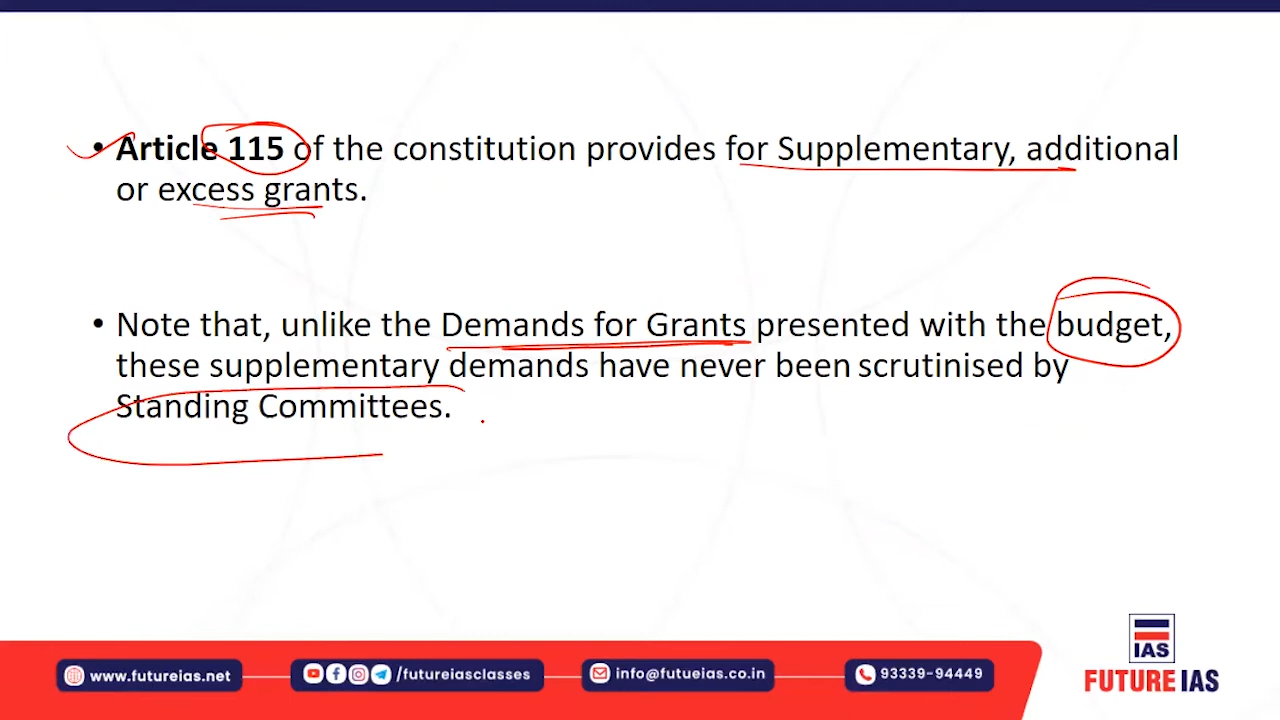 • Article 115 of the constitution provides for Supplementary, additional
or excess grants.
• Note that, unlike the Demands for Grants presented with the budget,
these supplementary demands have never been scrutinised by
Standing Committees.
IAS
www.futureias.net
/futureiasclasses
info@futueias.co.in
93339-94449
FUTURE IAS